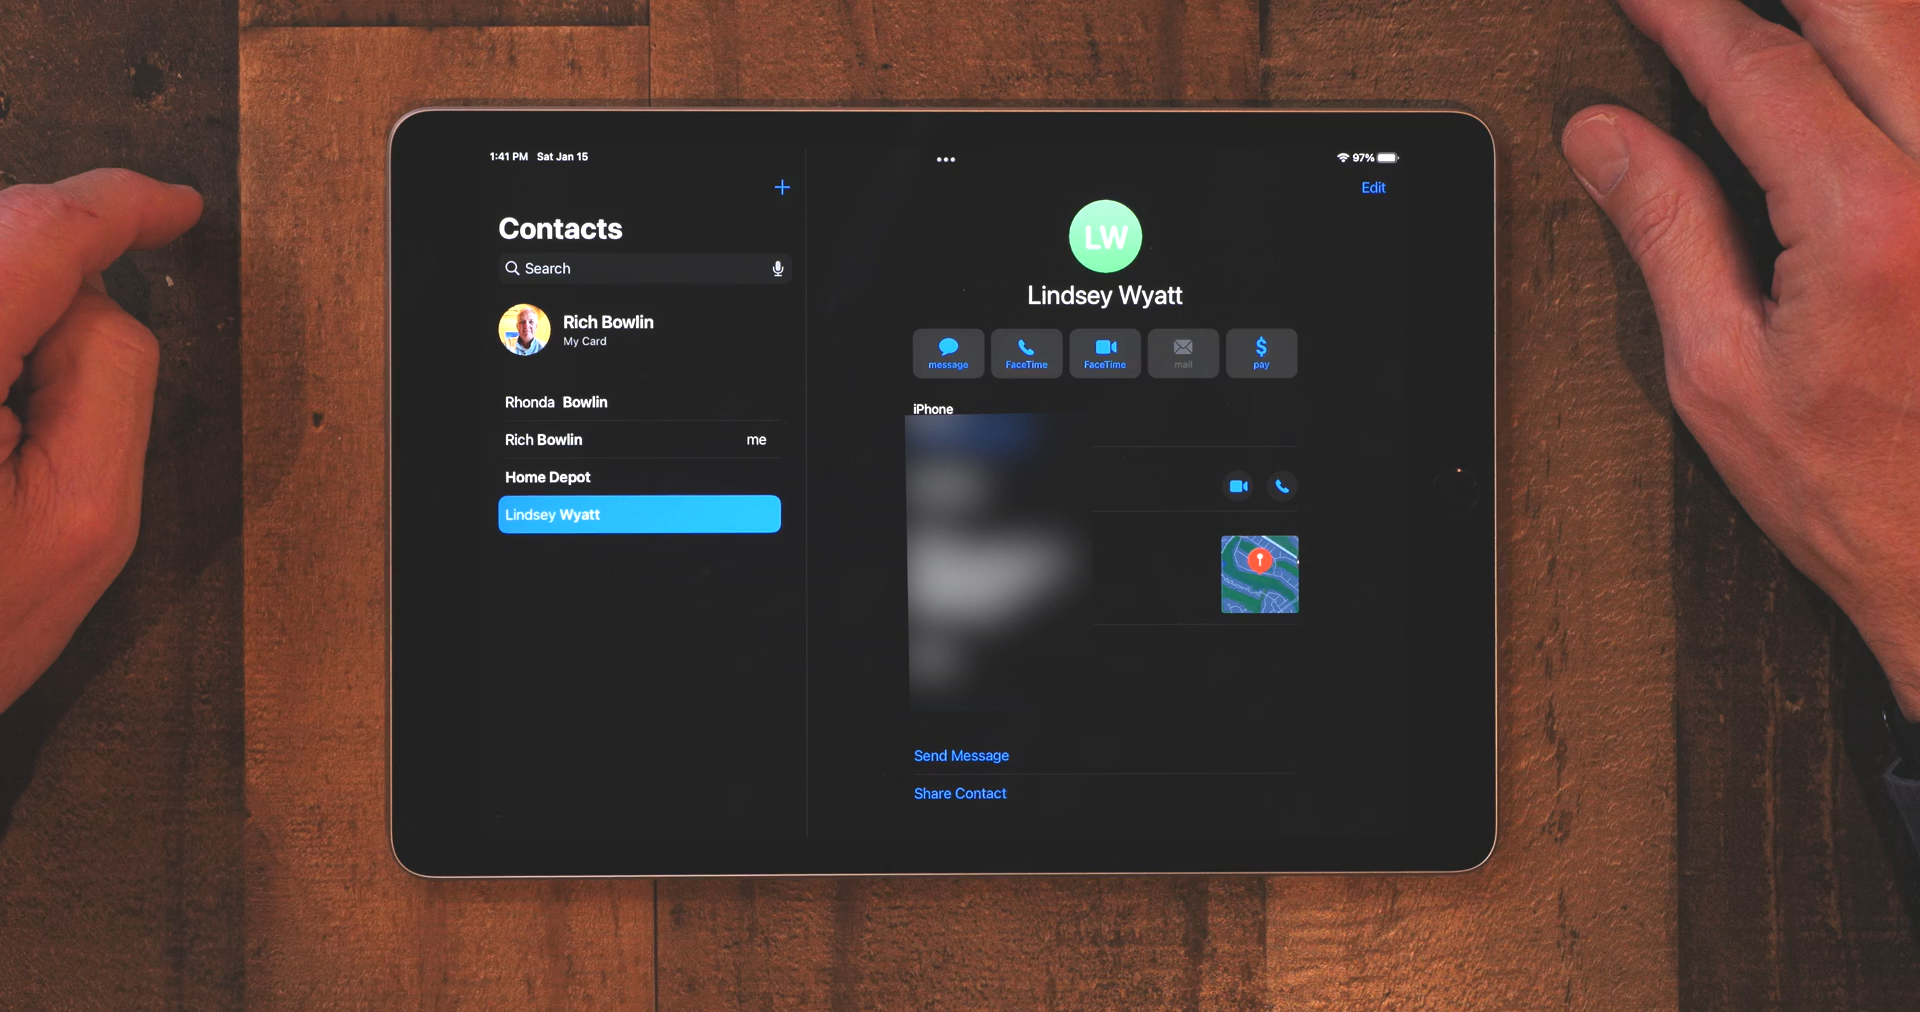 1:41 PM Sat Jan 15
97%
Edit
Contacts
Search
Rich Bowlin
My Card
Rhonda Bowlin
Rich Bowlin me
Home Depot
Lindsey Wyatt
LW
Lindsey Wyatt
message FaceTime FaceTime mail pay
iPhone
Send Message
Share Contact